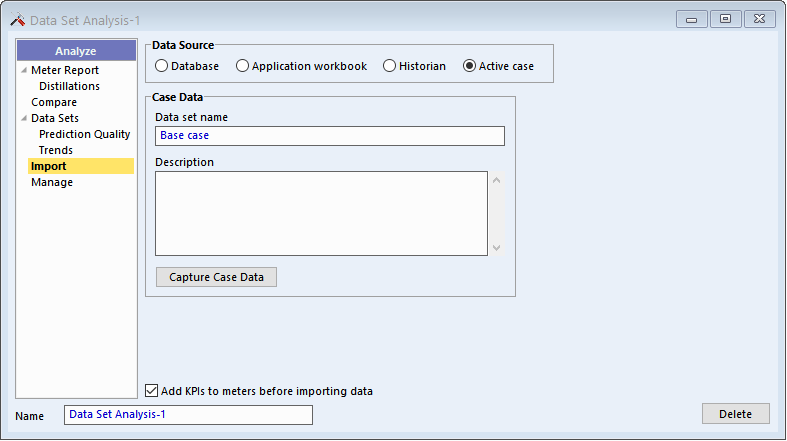 Data Set Analysis-1
Analyze
Meter Report
Distillations
Compare
Data Sets
Prediction Quality
Trends
Import
Manage
Data Source
Database Application workbook Historian Active case
Case Data
Data set name
Base case
Description
Capture Case Data
Add KPIs to meters before importing data
Name Data Set Analysis-1 Delete